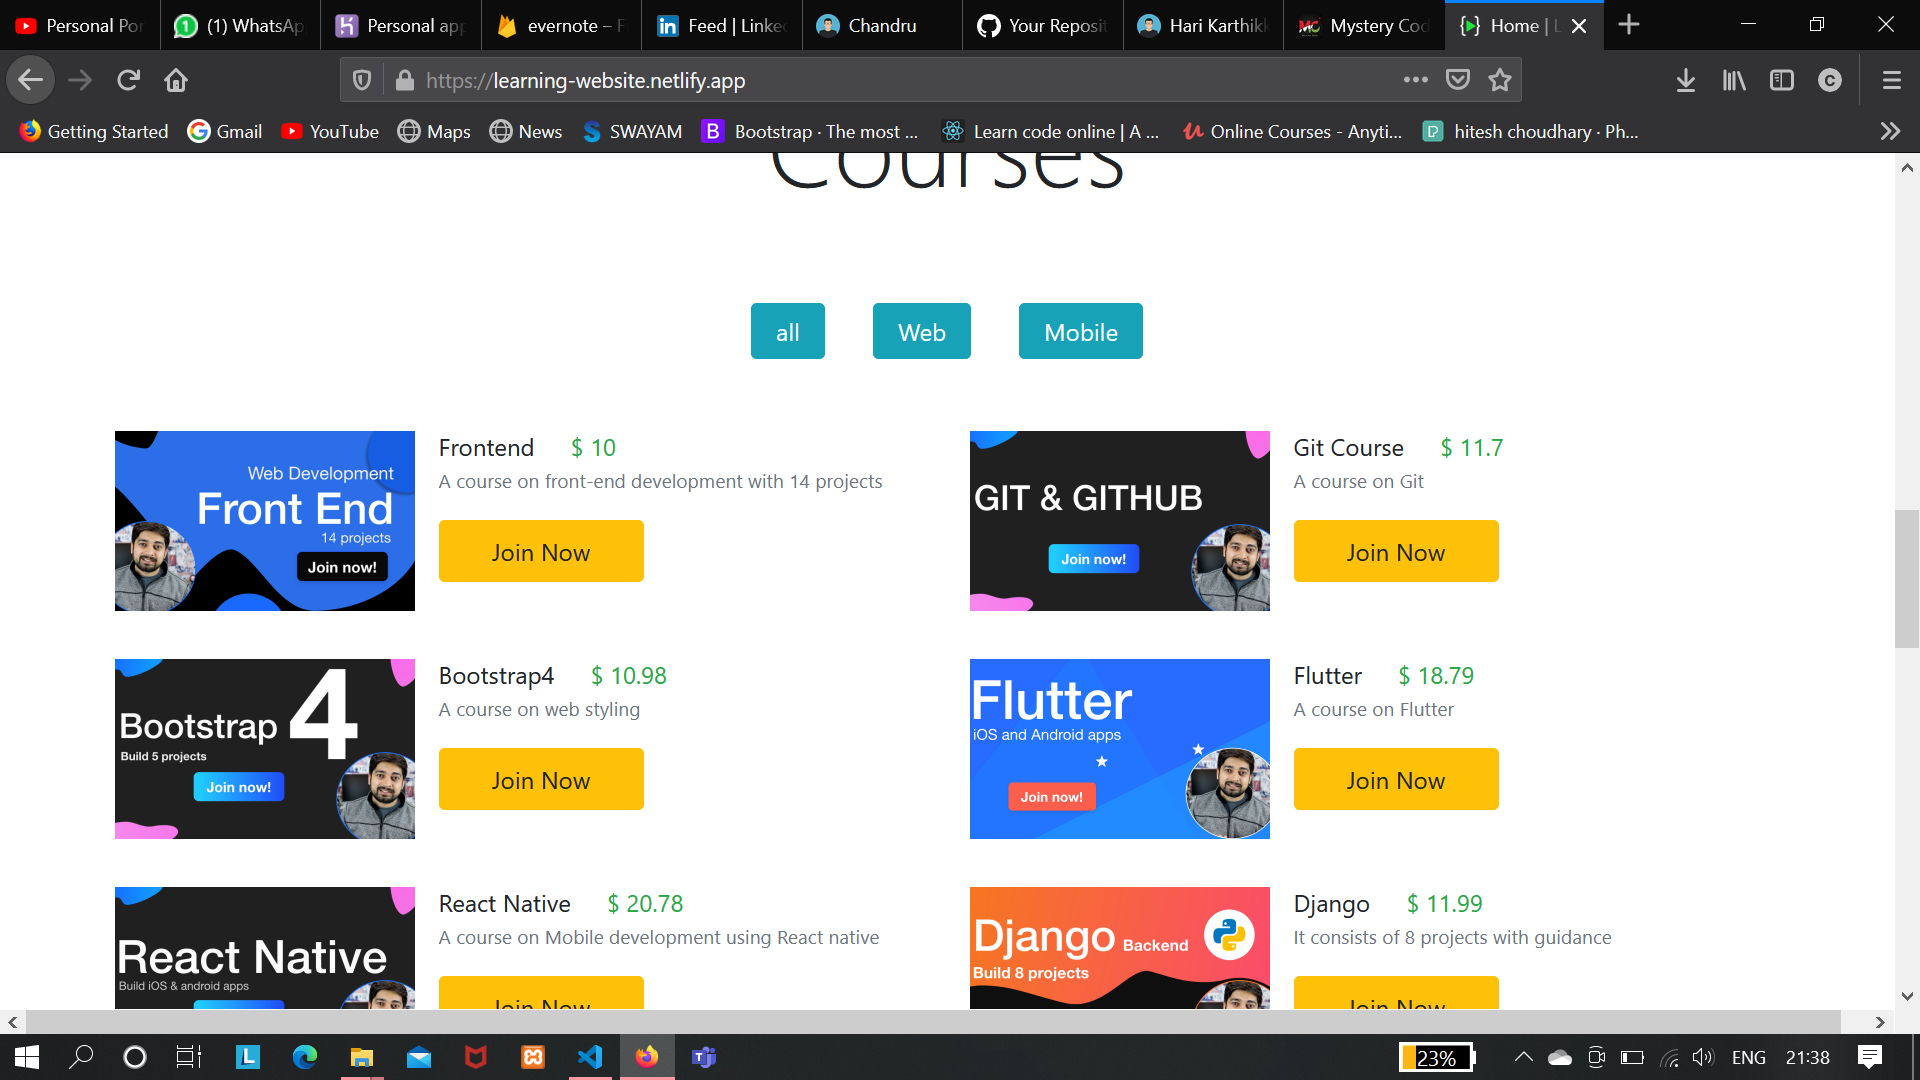 Personal Por
(1) WhatsAp
Personal app
evernote – F
Feed | Linke
Chandru
Your Reposit
Hari Karthikk
Mystery Cod
Home | L
https://learning-website.netlify.app
Getting Started
Gmail
YouTube
Maps
News
SWAYAM
Bootstrap · The most ...
Learn code online | A ...
Online Courses - Anyti...
hitesh choudhary · Ph...
Courses
all
Web
Mobile
Web Development
Front End
14 projects
Join now!
Frontend $ 10
A course on front-end development with 14 projects
Join Now
GIT & GITHUB
Join now!
Git Course $ 11.7
A course on Git
Join Now
Bootstrap 4
Build 5 projects
Join now!
Bootstrap4 $ 10.98
A course on web styling
Join Now
Flutter
iOS and Android apps
Join now!
Flutter $ 18.79
A course on Flutter
Join Now
React Native
Build iOS & android apps
React Native $ 20.78
A course on Mobile development using React native
Join Now
Django Backend
Build 8 projects
Django $ 11.99
It consists of 8 projects with guidance
Join Now
23%
ENG
21:38